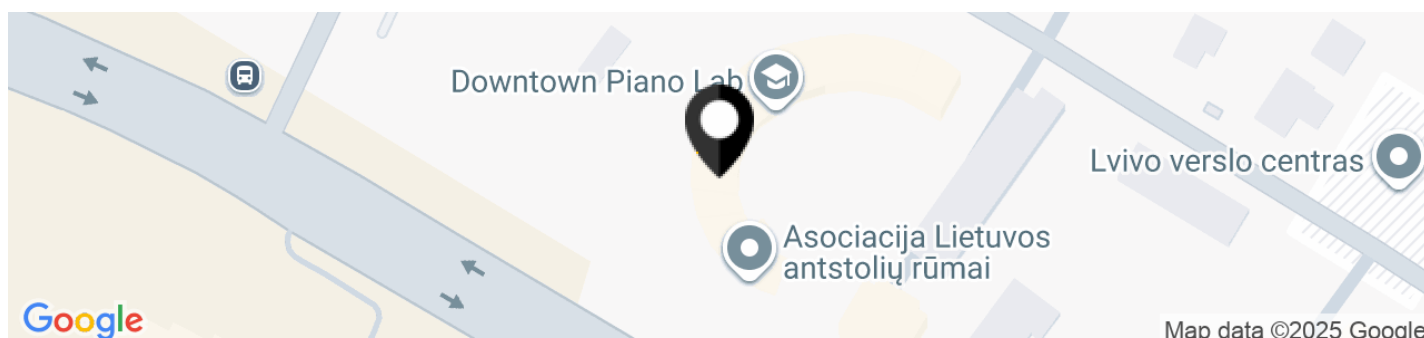 Downtown Piano Lab
Lvivo verslo centras
Asociacija Lietuvos
antstolių rūmai
Google
Map data ©2025 Google